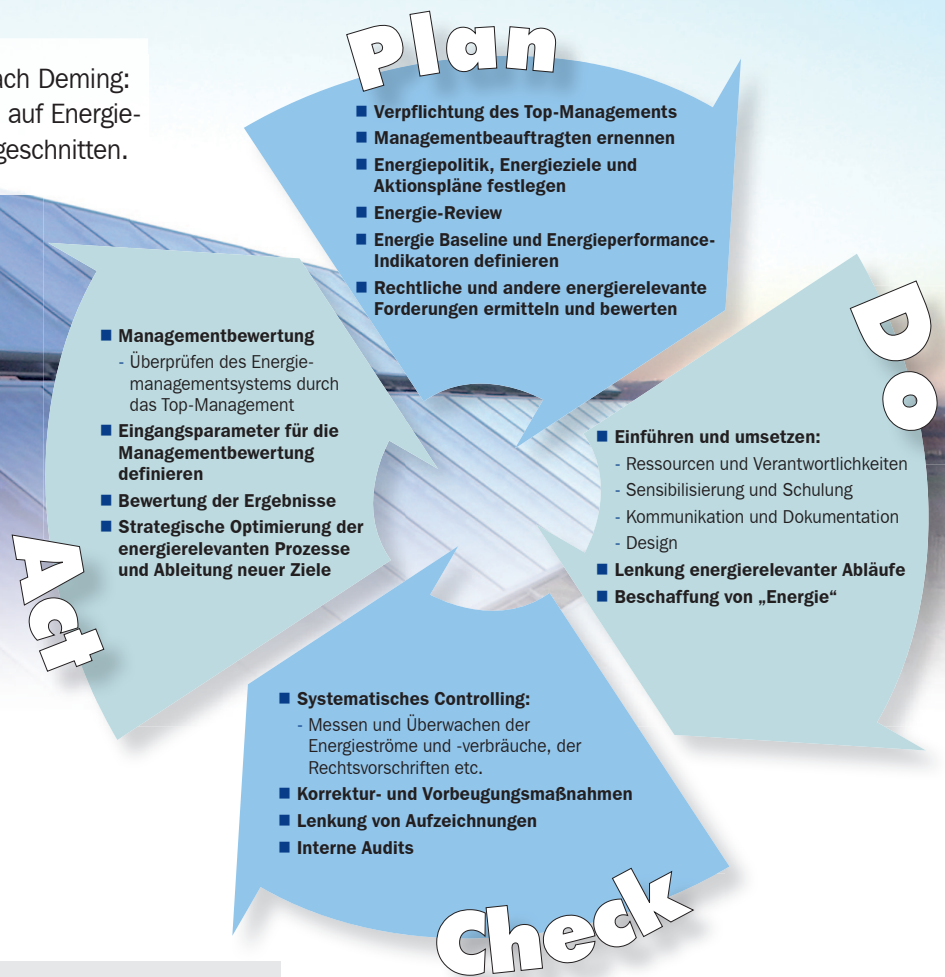 ach Deming:
auf Energie-
geschnitten.
Plan
■ Verpflichtung des Top-Managements
■ Managementbeauftragten ernennen
■ Energiepolitik, Energieziele und
Aktionspläne festlegen
■ Energie-Review
■ Energie Baseline und Energieperformance-
Indikatoren definieren
■ Rechtliche und andere energierelevante
Forderungen ermitteln und bewerten
Do
■ Einführen und umsetzen:
- Ressourcen und Verantwortlichkeiten
- Sensibilisierung und Schulung
- Kommunikation und Dokumentation
- Design
■ Lenkung energierelevanter Abläufe
■ Beschaffung von „Energie“
Check
■ Systematisches Controlling:
- Messen und Überwachen der
Energieströme und -verbräuche, der
Rechtsvorschriften etc.
■ Korrektur- und Vorbeugungsmaßnahmen
■ Lenkung von Aufzeichnungen
■ Interne Audits
Act
■ Managementbewertung
- Überprüfen des Energie-
managementsystems durch
das Top-Management
■ Eingangsparameter für die
Managementbewertung
definieren
■ Bewertung der Ergebnisse
■ Strategische Optimierung der
energierelevanten Prozesse
und Ableitung neuer Ziele